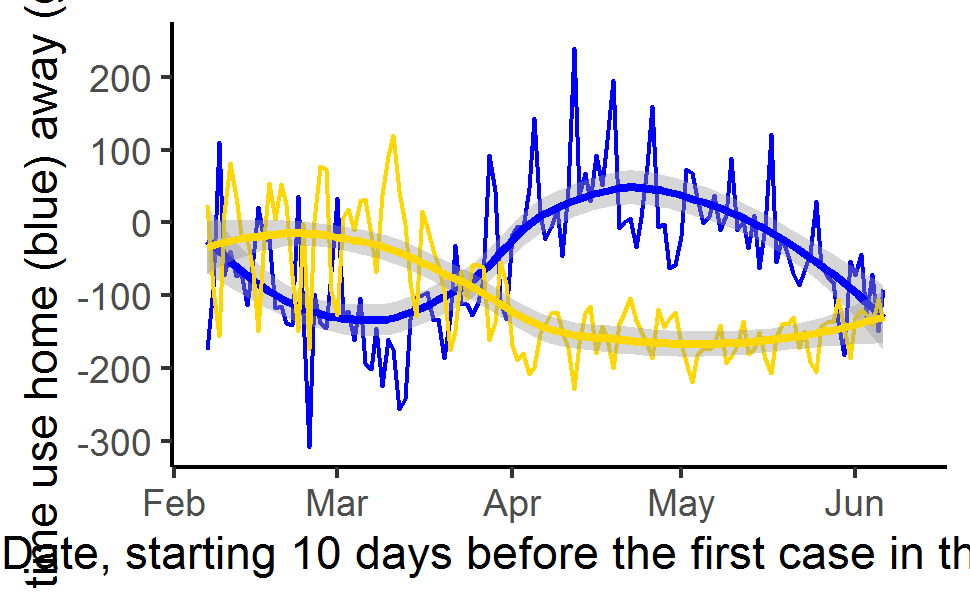 time use home (blue) away (
200
100
0
-100
-200
-300
Feb Mar Apr May Jun
Date, starting 10 days before the first case in th